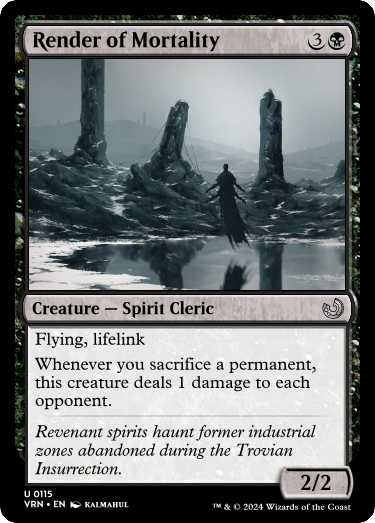 Render of Mortality 3
Creature — Spirit Cleric
Flying, lifelink
Whenever you sacrifice a permanent,
this creature deals 1 damage to each
opponent.
Revenant spirits haunt former industrial
zones abandoned during the Trovian
Insurrection.
2/2
U 0115
VRN • EN KALMAHUL
™ & © 2024 Wizards of the Coast